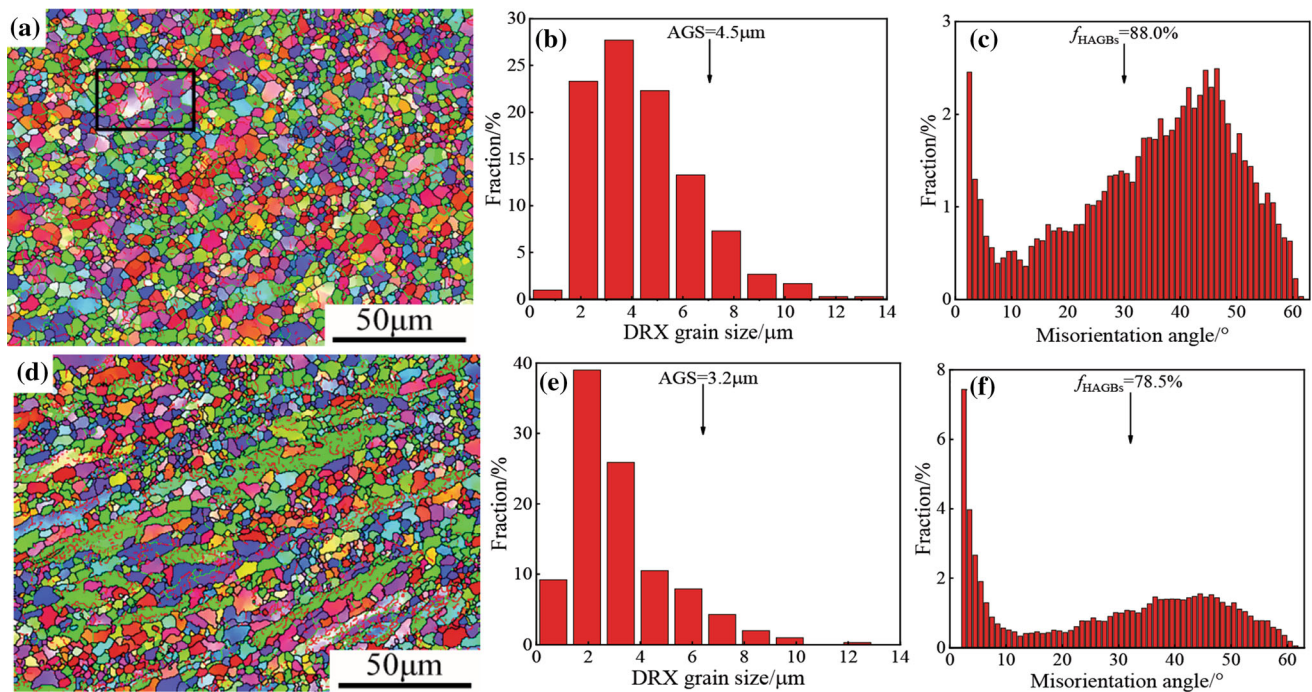 (a)
50μm
(b)
AGS=4.5μm
Fraction/%
30
25
20
15
10
5
0
2 4 6 8 10 12 14
DRX grain size/μm
(c)
fHAGBs=88.0%
Fraction/%
3
2
1
0
0 10 20 30 40 50 60
Misorientation angle/°
(d)
50μm
(e)
AGS=3.2μm
Fraction/%
40
30
20
10
0
0 2 4 6 8 10 12 14
DRX grain size/μm
(f)
fHAGBs=78.5%
Fraction/%
8
6
4
2
0
0 10 20 30 40 50 60
Misorientation angle/°